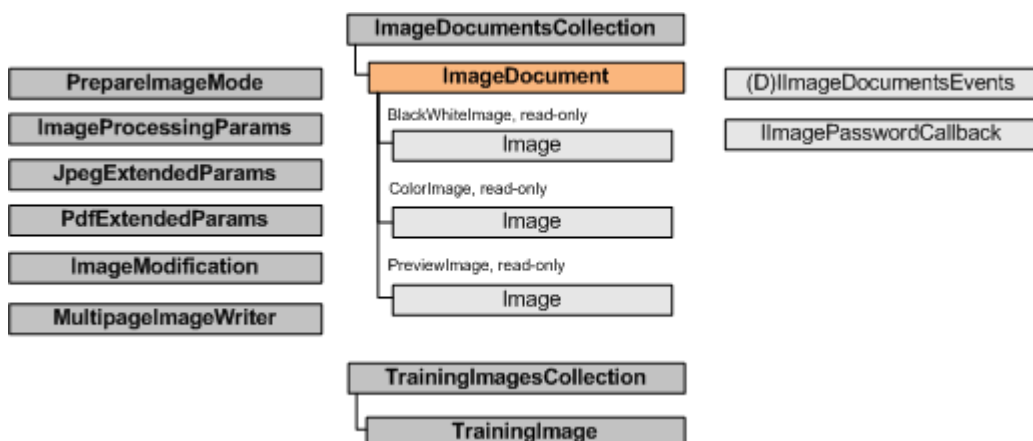 ImageDocumentsCollection
ImageDocument
BlackWhiteImage, read-only
Image
ColorImage, read-only
Image
PreviewImage, read-only
Image
PrepareImageMode
ImageProcessingParams
JpegExtendedParams
PdfExtendedParams
ImageModification
MultipageImageWriter
(D)IImageDocumentsEvents
IImagePasswordCallback
TrainingImagesCollection
TrainingImage